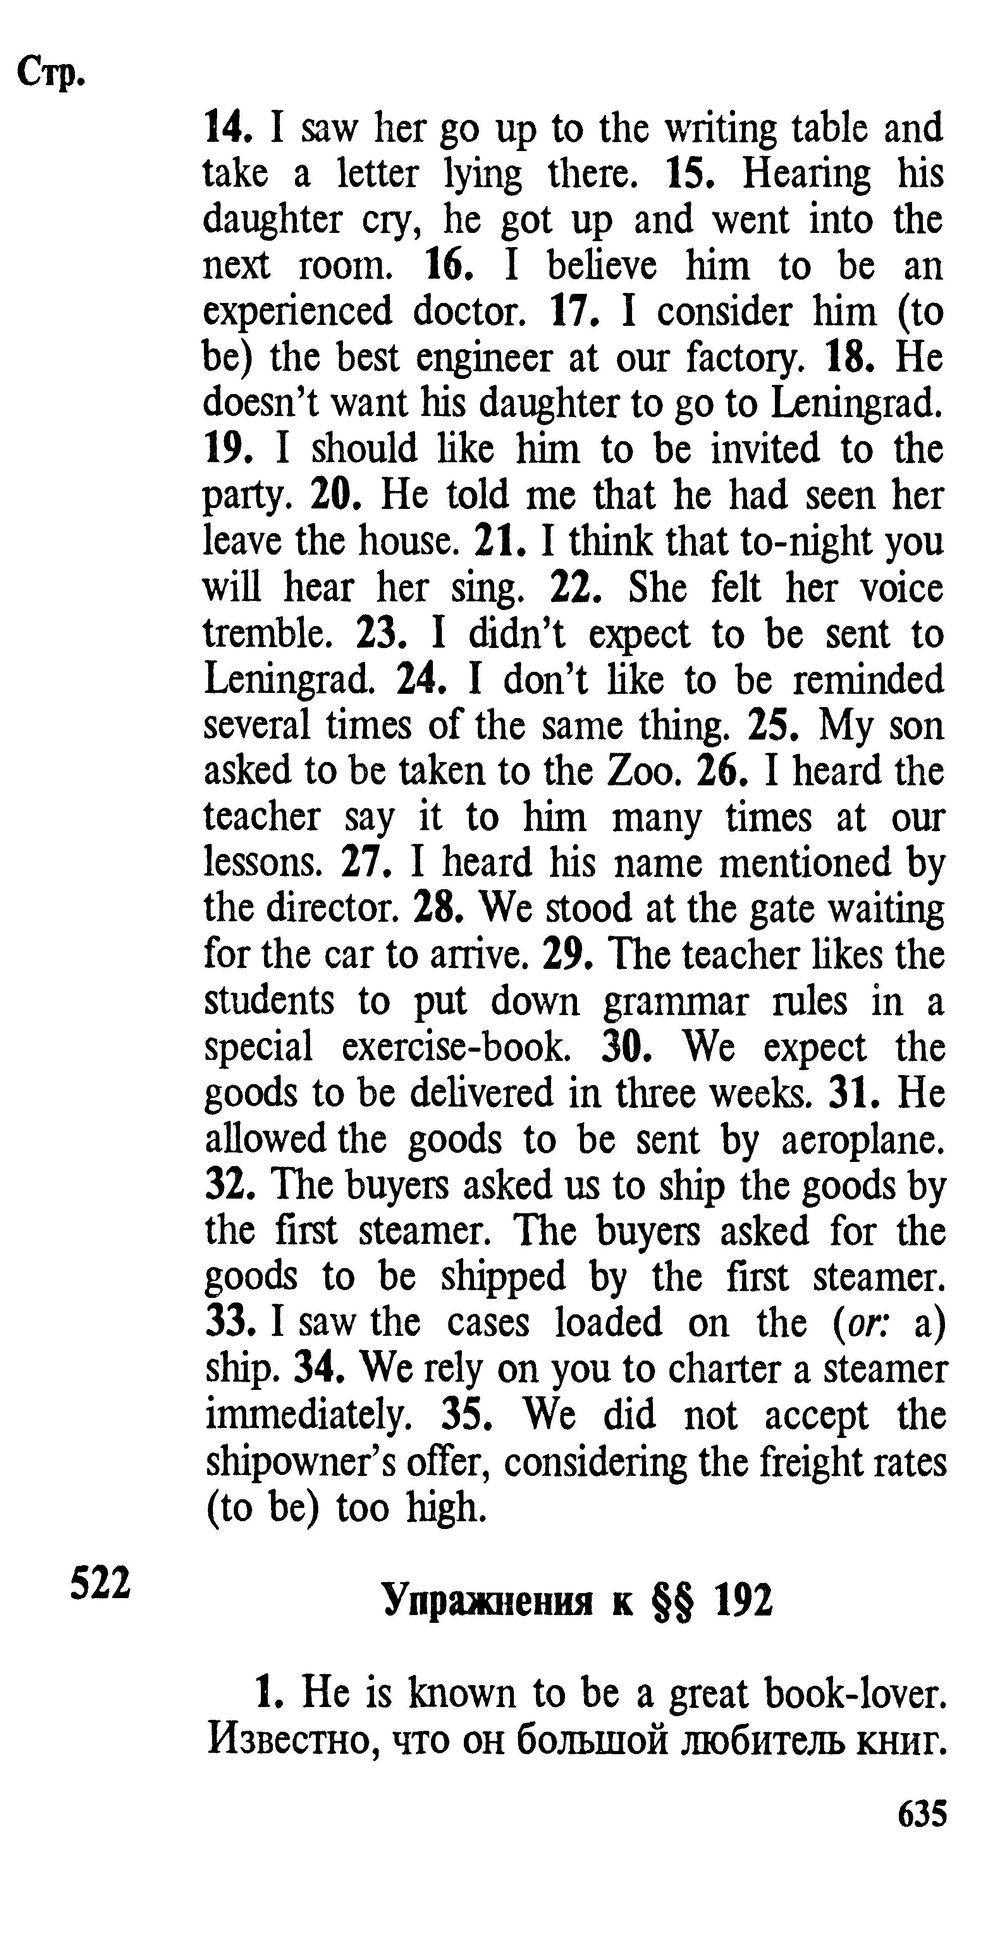 Стр.
14. I saw her go up to the writing table and
take a letter lying there. 15. Hearing his
daughter cry, he got up and went into the
next room. 16. I believe him to be an
experienced doctor. 17. I consider him (to
be) the best engineer at our factory. 18. He
doesn't want his daughter to go to Leningrad.
19. I should like him to be invited to the
party. 20. He told me that he had seen her
leave the house. 21. I think that to-night you
will hear her sing. 22. She felt her voice
tremble. 23. I didn't expect to be sent to
Leningrad. 24. I don't like to be reminded
several times of the same thing. 25. My son
asked to be taken to the Zoo. 26. I heard the
teacher say it to him many times at our
lessons. 27. I heard his name mentioned by
the director. 28. We stood at the gate waiting
for the car to arrive. 29. The teacher likes the
students to put down grammar rules in a
special exercise-book. 30. We expect the
goods to be delivered in three weeks. 31. He
allowed the goods to be sent by aeroplane.
32. The buyers asked us to ship the goods by
the first steamer. The buyers asked for the
goods to be shipped by the first steamer.
33. I saw the cases loaded on the (or: a)
ship. 34. We rely on you to charter a steamer
immediately. 35. We did not accept the
shipowner's offer, considering the freight rates
(to be) too high.
522
Упражнения к §§ 192
1. He is known to be a great book-lover.
Известно, что он большой любитель книг.
635